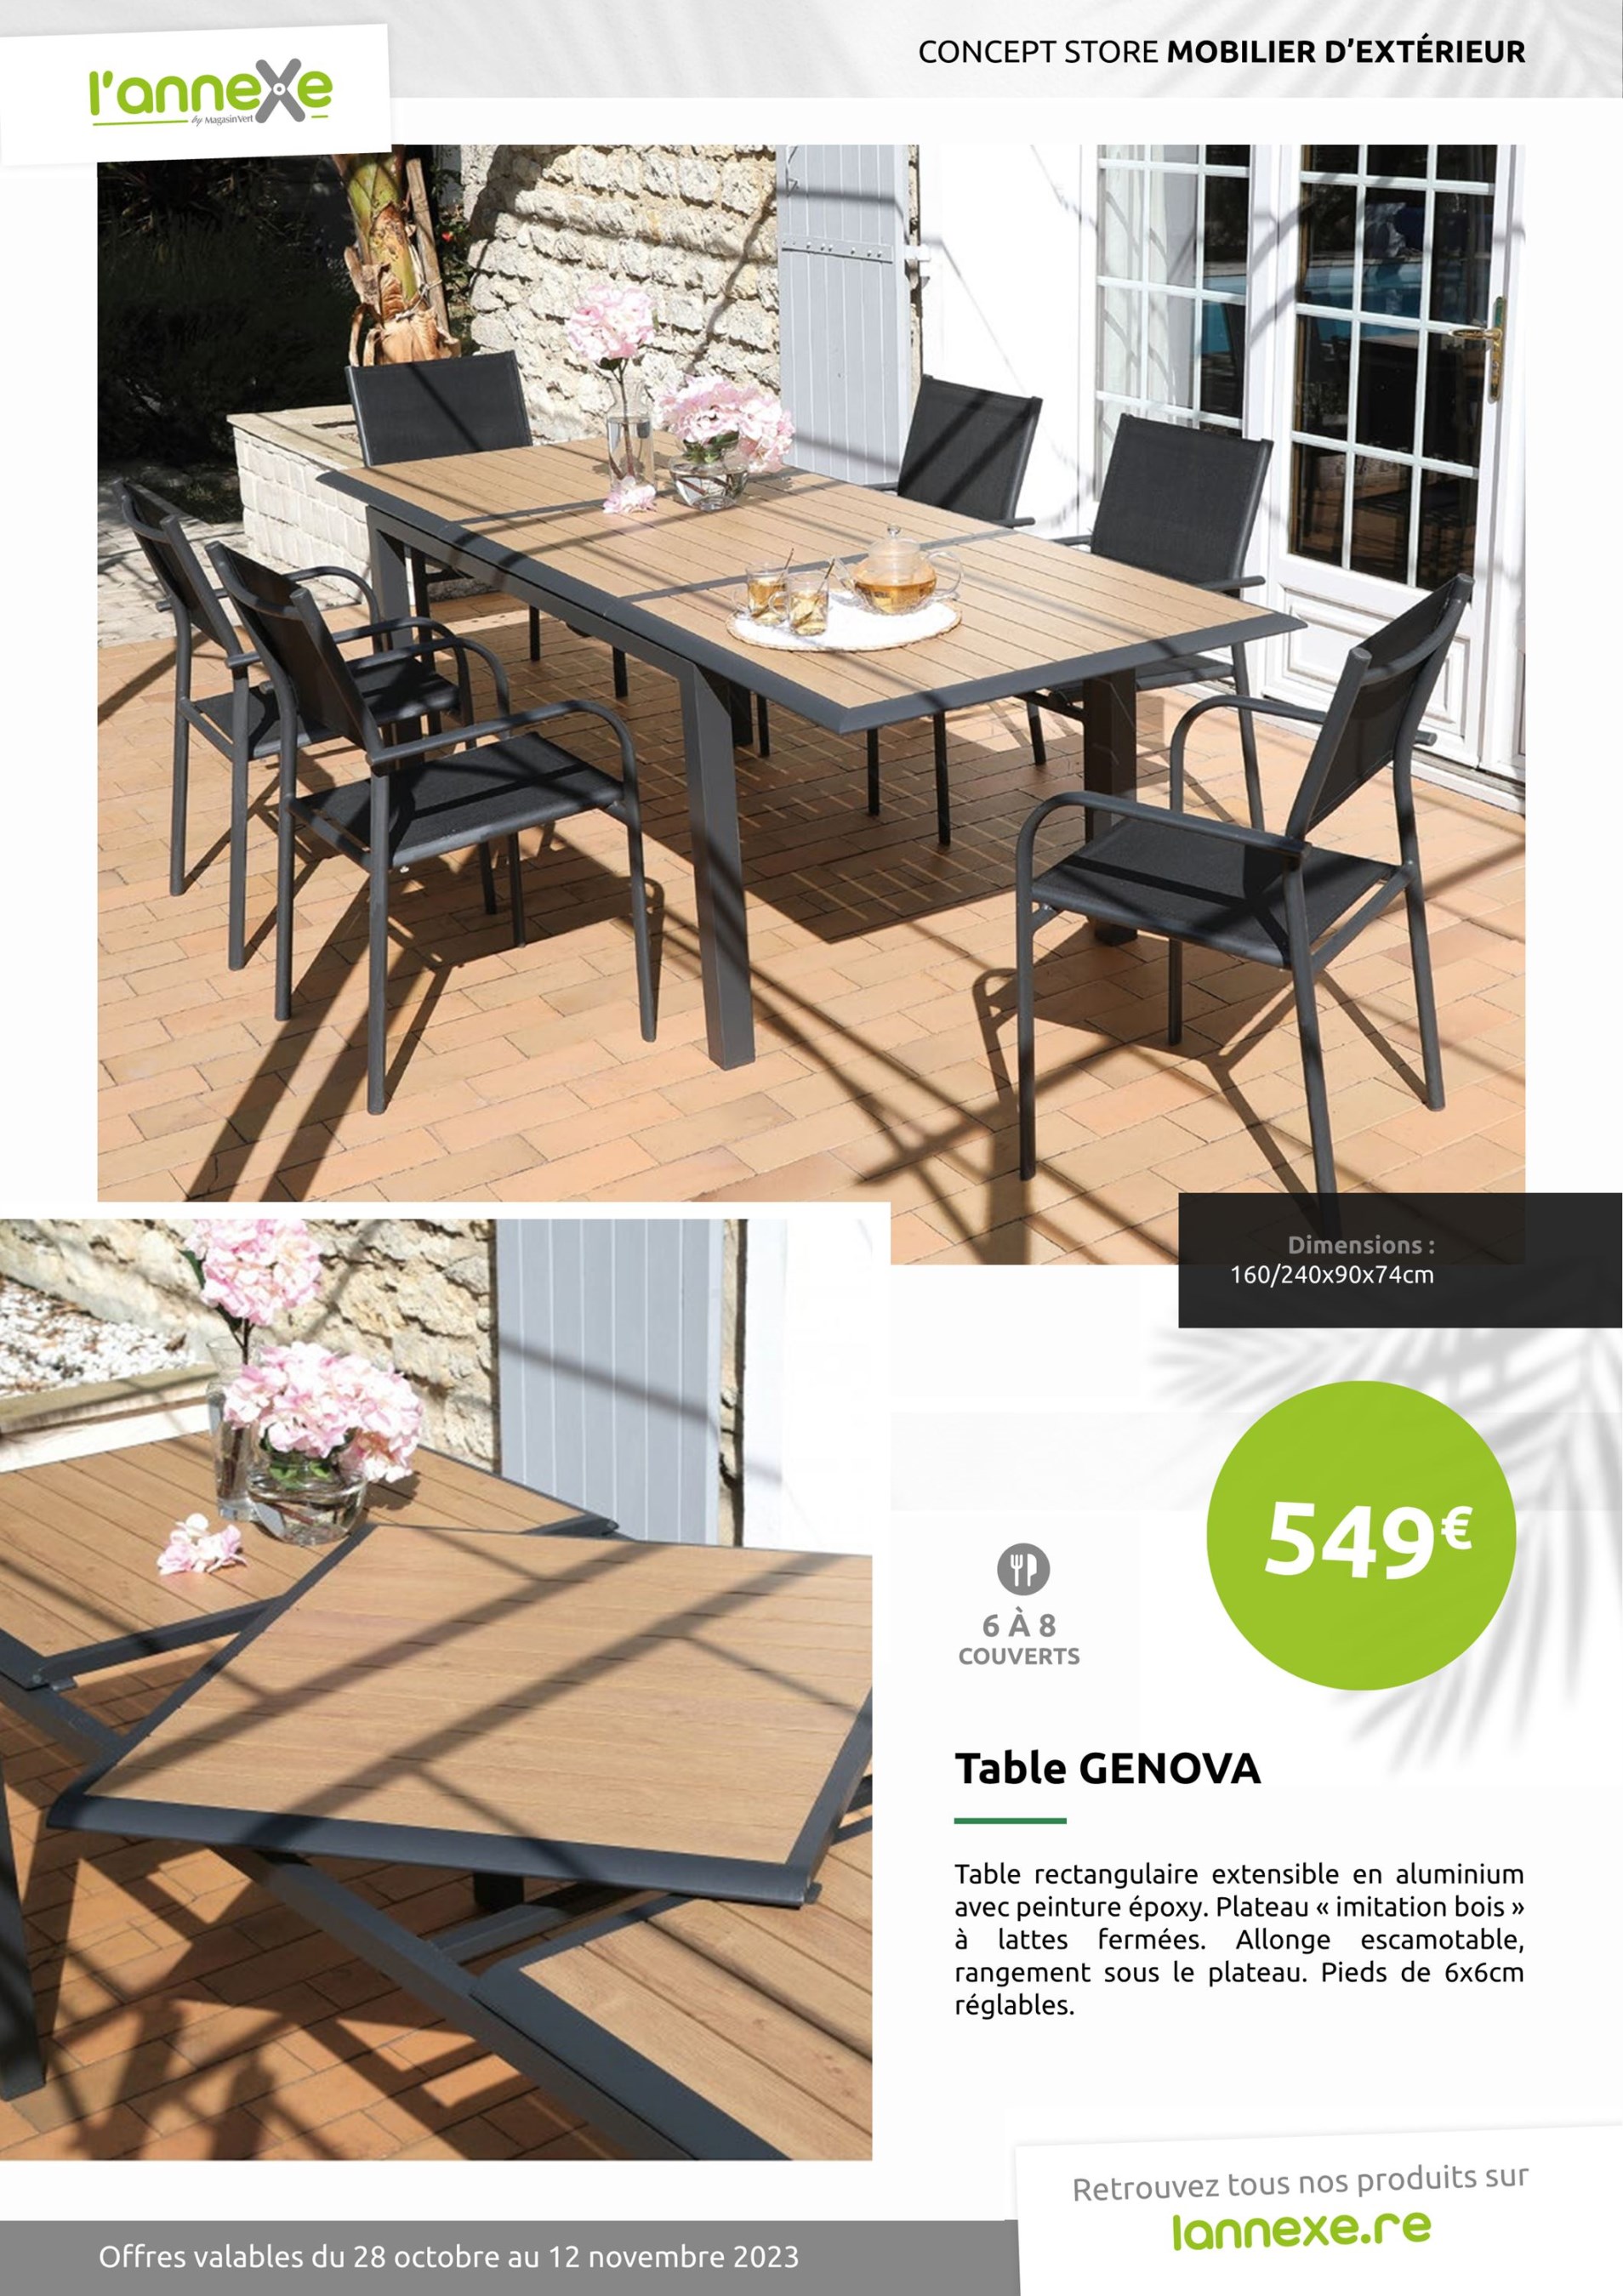 l'annexe
by MagasinVert
CONCEPT STORE MOBILIER D'EXTÉRIEUR
Dimensions :
160/240x90x74cm
549€
6 À 8
COUVERTS
Table GENOVA
Table rectangulaire extensible en aluminium
avec peinture époxy. Plateau « imitation bois »
à lattes fermées. Allonge escamotable,
rangement sous le plateau. Pieds de 6x6cm
réglables.
Retrouvez tous nos produits sur
lannexe.re
Offres valables du 28 octobre au 12 novembre 2023